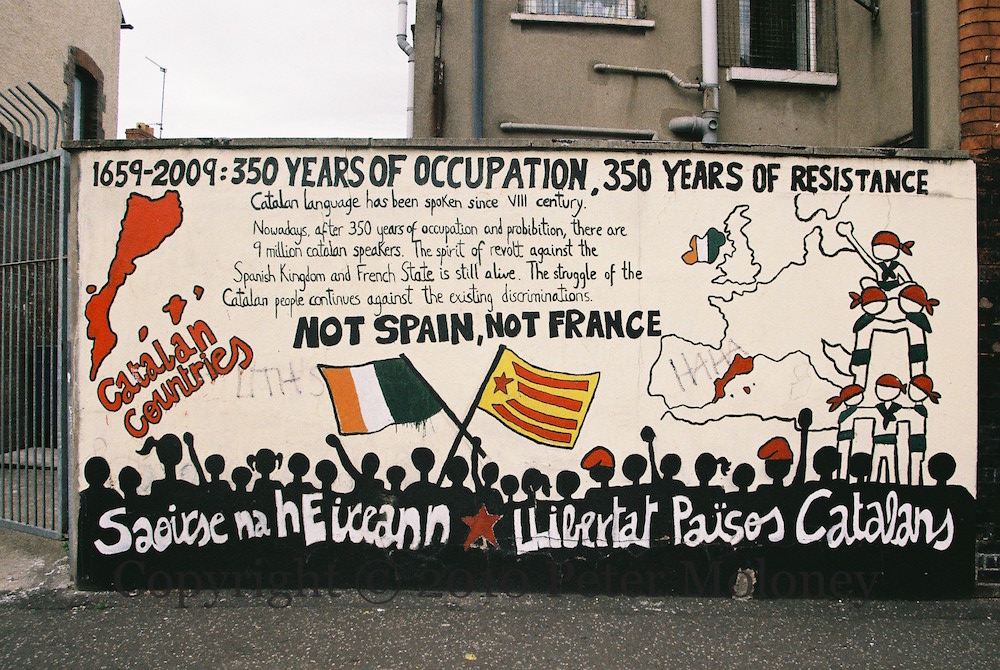 1659-2009: 350 YEARS OF OCCUPATION, 350 YEARS OF RESISTANCE
Catalan language has been spoken since VIII century.
Nowadays, after 350 years of occupation and prohibition, there are
9 million catalan speakers. The spirit of revolt against the
Spanish Kingdom and French State is still alive. The struggle of the
Catalan people continues against the existing discriminations.
NOT SPAIN, NOT FRANCE
Catalán
Countries
HAHA
Saoirse na hÉireann
LLibertat Països Catalans
Copyright © 2010 Peter Moloney